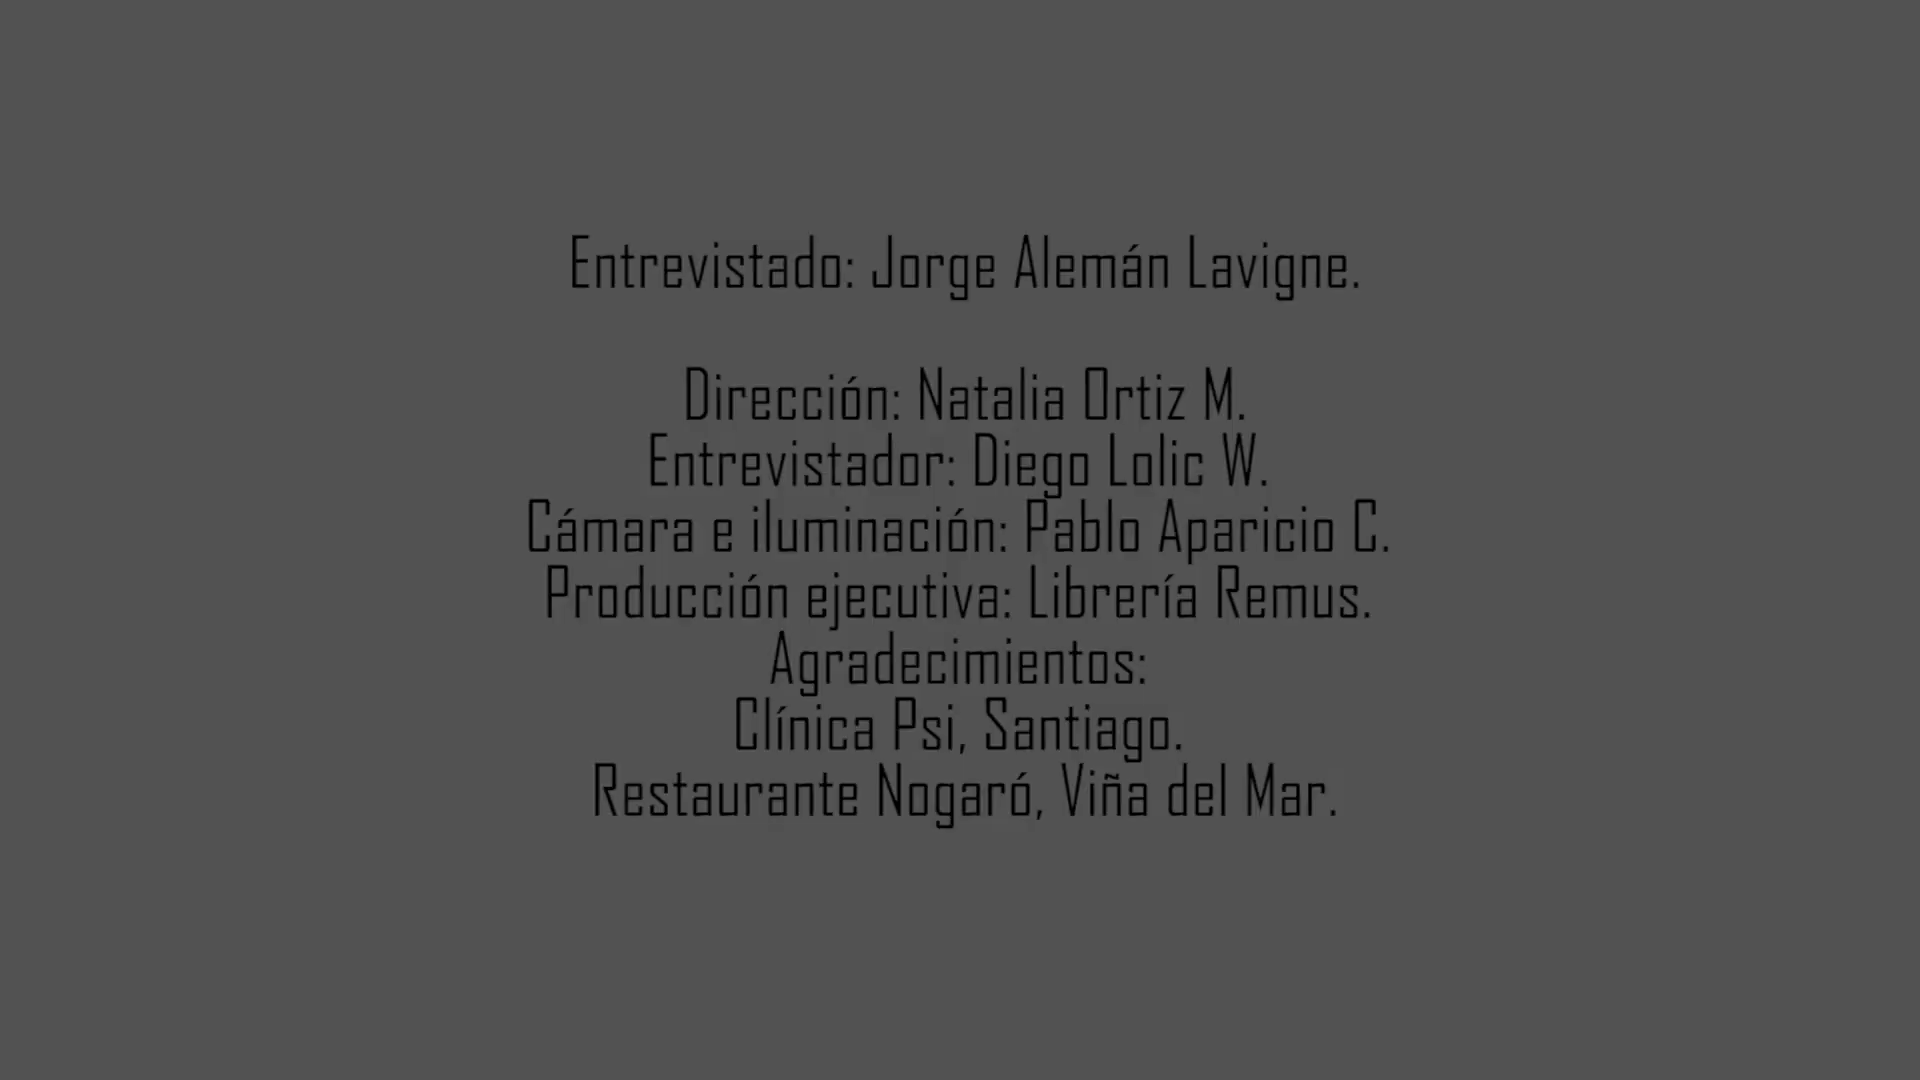 Entrevistado: Jorge Alemán Lavigne.
Dirección: Natalia Ortiz M.
Entrevistador: Diego Lolic W.
Cámara e iluminación: Pablo Aparicio C.
Producción ejecutiva: Librería Remus.
Agradecimientos:
Clínica Psi, Santiago.
Restaurante Nogaró, Viña del Mar.